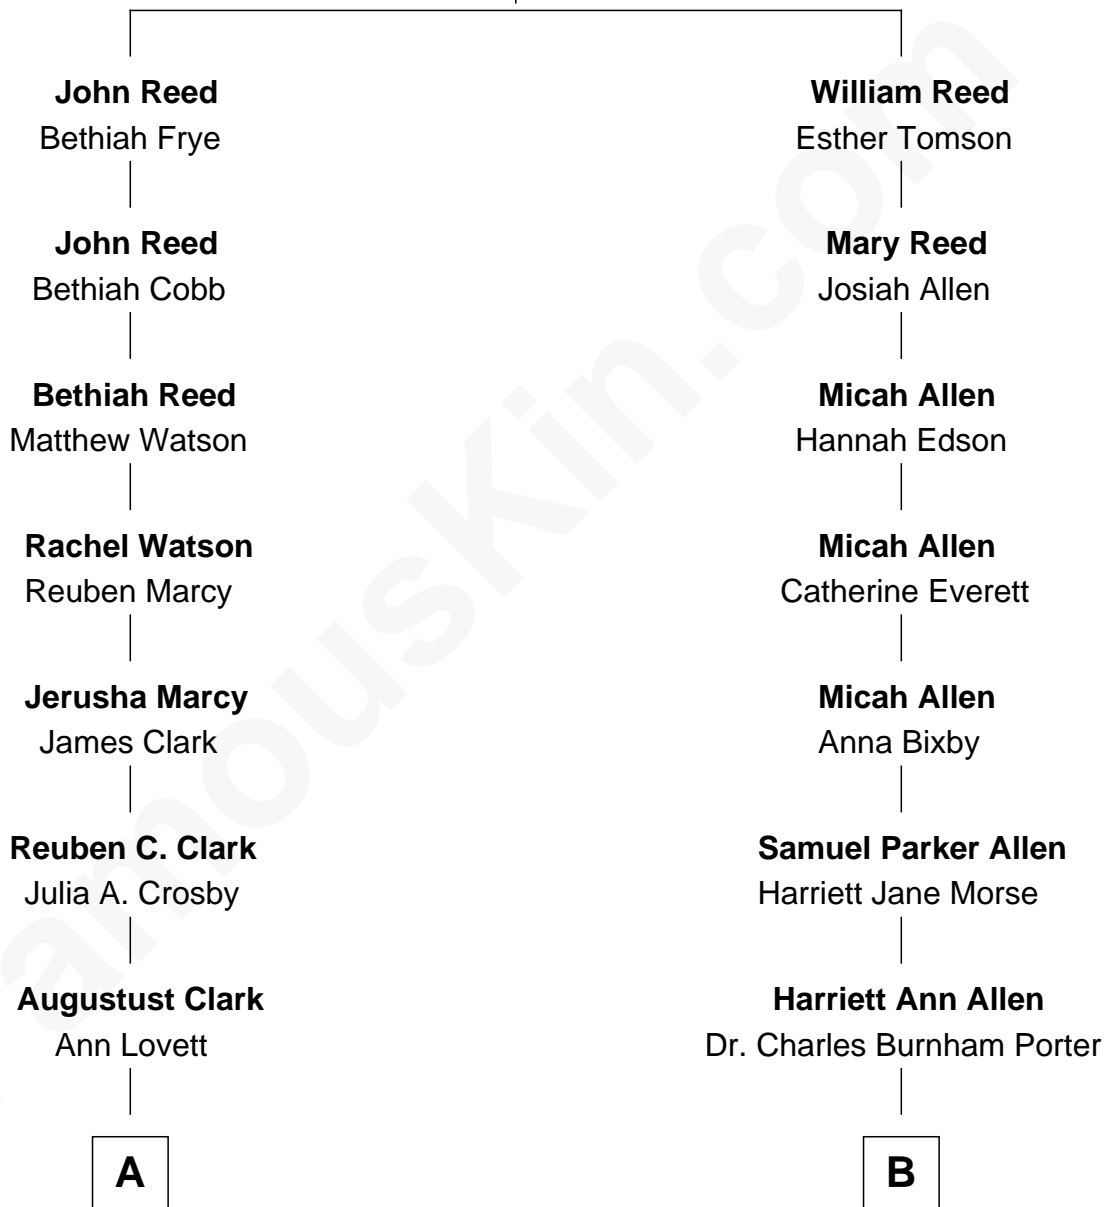 John Reed
Bethiah Frye
William Reed
Esther Tomson
John Reed
Bethiah Cobb
Mary Reed
Josiah Allen
Bethiah Reed
Matthew Watson
Micah Allen
Hannah Edson
Rachel Watson
Reuben Marcy
Micah Allen
Catherine Everett
Jerusha Marcy
James Clark
Micah Allen
Anna Bixby
Reuben C. Clark
Julia A. Crosby
Samuel Parker Allen
Harriett Jane Morse
Augustust Clark
Ann Lovett
Harriett Ann Allen
Dr. Charles Burnham Porter
A
B
amouskin.com